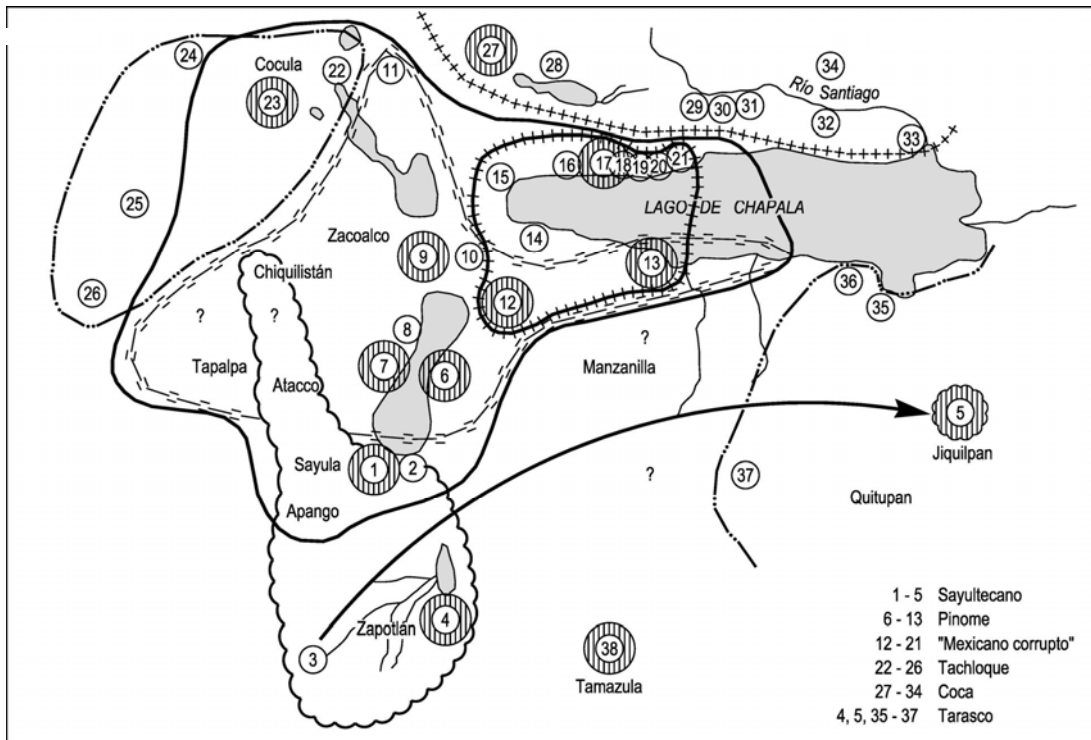 27
24
28
34
Cocula
11
22
Río Santiago
23
29
30
31
32
33
15
16
17
18
19
20
21
25
LAGO DE CHAPALA
Zacoalco
14
9
10
13
Chiquilistán
36
26
12
35
?
?
8
?
Tapalpa
7
6
Manzanilla
Atacco
5
Jiquilpan
Sayula
1
2
?
37
Quitupan
Apango
1 - 5 Sayultecano
6 - 13 Pinome
Zapotlán
4
12 - 21 "Mexicano corrupto"
3
38
22 - 26 Tachloque
Tamazula
27 - 34 Coca
4, 5, 35 - 37 Tarasco